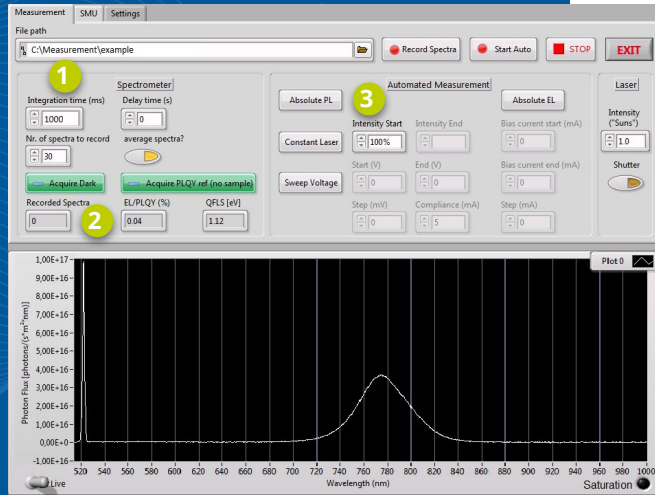 Measurement SMU Settings
File path
C:\Measurement\example Record Spectra Start Auto STOP EXIT
1
Spectrometer
Integration time (ms) Delay time (s)
1000 0
Nr. of spectra to record average spectra?
30
Acquire Dark Acquire PLQY ref (no sample)
Recorded Spectra EL/PLQY (%) QFLS [eV]
0 2 0.04 1.12
3
Automated Measurement
Absolute PL Absolute EL
Intensity Start Intensity End Bias current start (mA)
Constant Laser 100% 0
Start (V) End (V) Bias current end (mA)
Sweep Voltage 0 0 0
Step (mV) Compliance (mA) Step (mA)
0 5 0
Laser
Intensity
("Suns")
1.0
Shutter
Plot 0
Photon Flux [photons/(s*m²nm)]
1,00E+17
9,00E+16
8,00E+16
7,00E+16
6,00E+16
5,00E+16
4,00E+16
3,00E+16
2,00E+16
1,00E+16
0,00E+0
-1,00E+16
520 540 560 580 600 620 640 660 680 700 720 740 760 780 800 820 840 860 880 900 920 940 960 980 1000
Live Wavelength (nm) Saturation